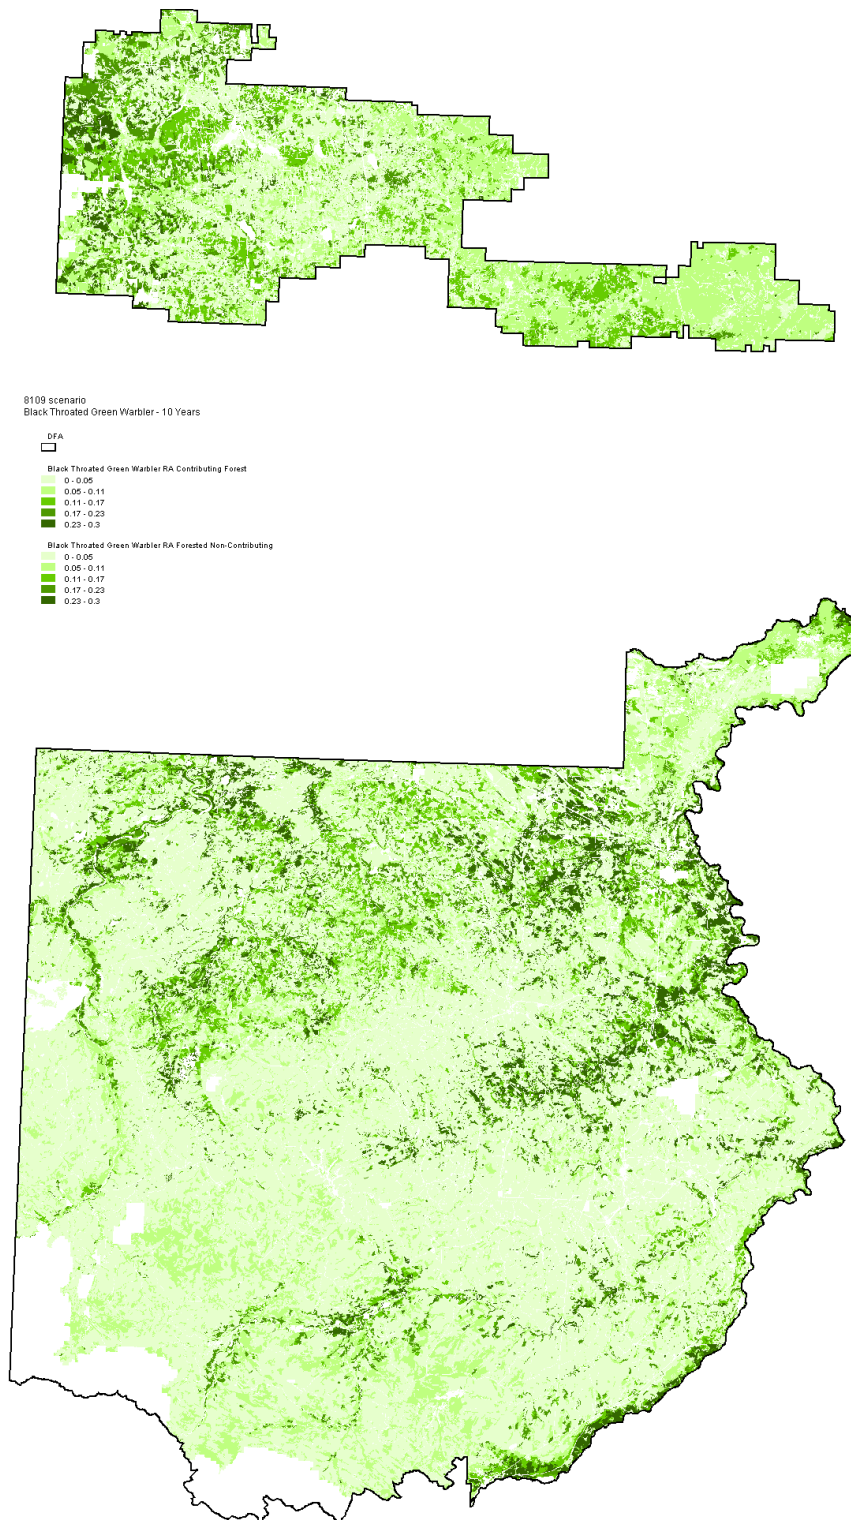 8109 scenario
Black Throated Green Warbler - 10 Years
DFA
Black Throated Green Warbler RA Contributing Forest
0 - 0.05
0.05 - 0.11
0.11 - 0.17
0.17 - 0.23
0.23 - 0.3
Black Throated Green Warbler RA Forested Non-Contributing
0 - 0.05
0.05 - 0.11
0.11 - 0.17
0.17 - 0.23
0.23 - 0.3